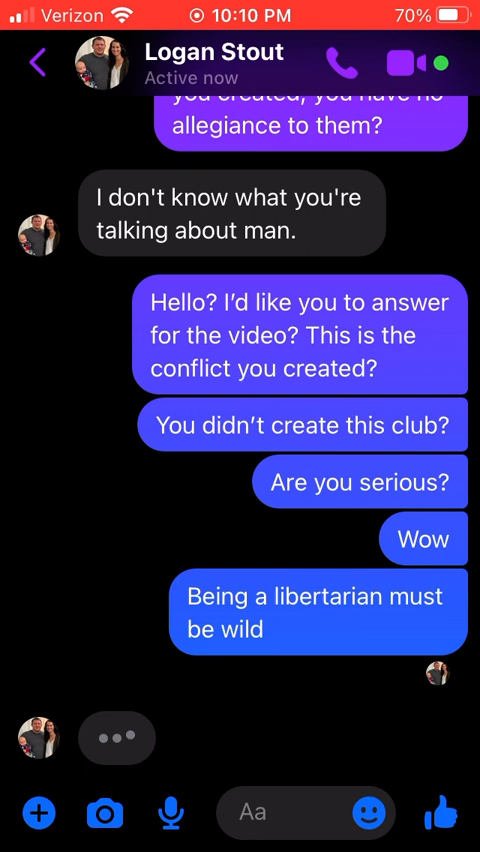 Verizon 10:10 PM 70%
Logan Stout
Active now
you created, you have no
allegiance to them?
I don't know what you're
talking about man.
Hello? I’d like you to answer
for the video? This is the
conflict you created?
You didn’t create this club?
Are you serious?
Wow
Being a libertarian must
be wild
Aa